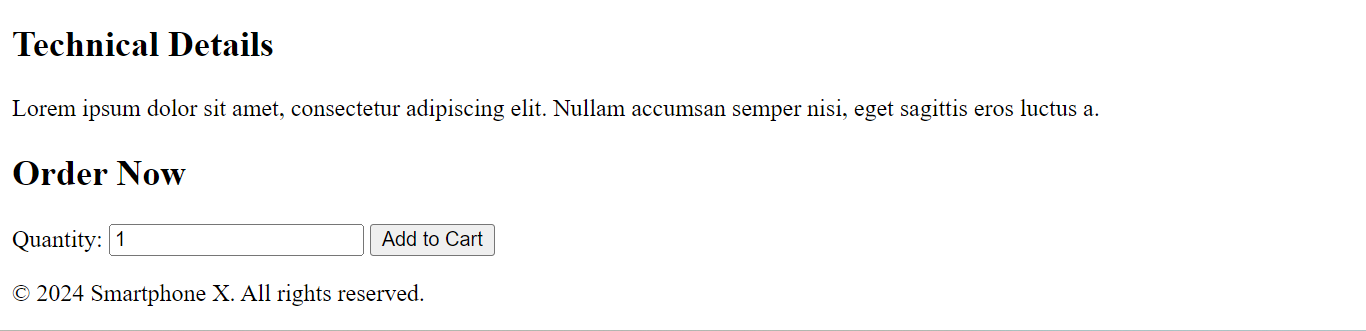 Technical Details
Lorem ipsum dolor sit amet, consectetur adipiscing elit. Nullam accumsan semper nisi, eget sagittis eros luctus a.
Order Now
Quantity: 1 Add to Cart
© 2024 Smartphone X. All rights reserved.